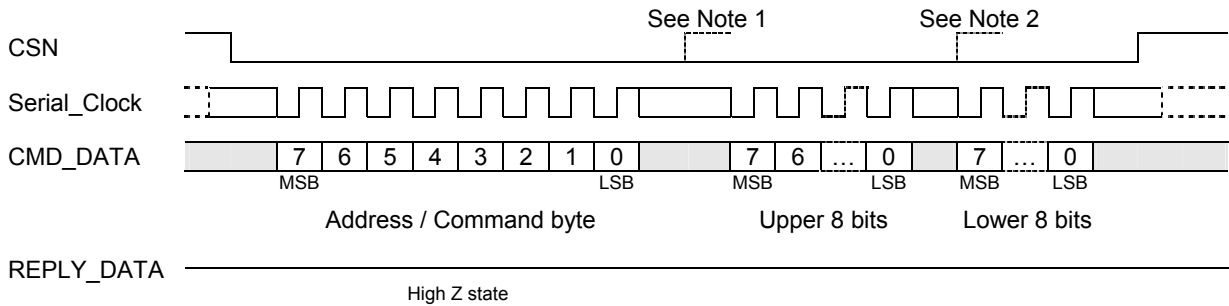 See Note 1 See Note 2
CSN
Serial_Clock
CMD_DATA 7 6 5 4 3 2 1 0 7 6 ... 0 7 ... 0
MSB LSB MSB LSB MSB LSB
Address / Command byte Upper 8 bits Lower 8 bits
REPLY_DATA
High Z state